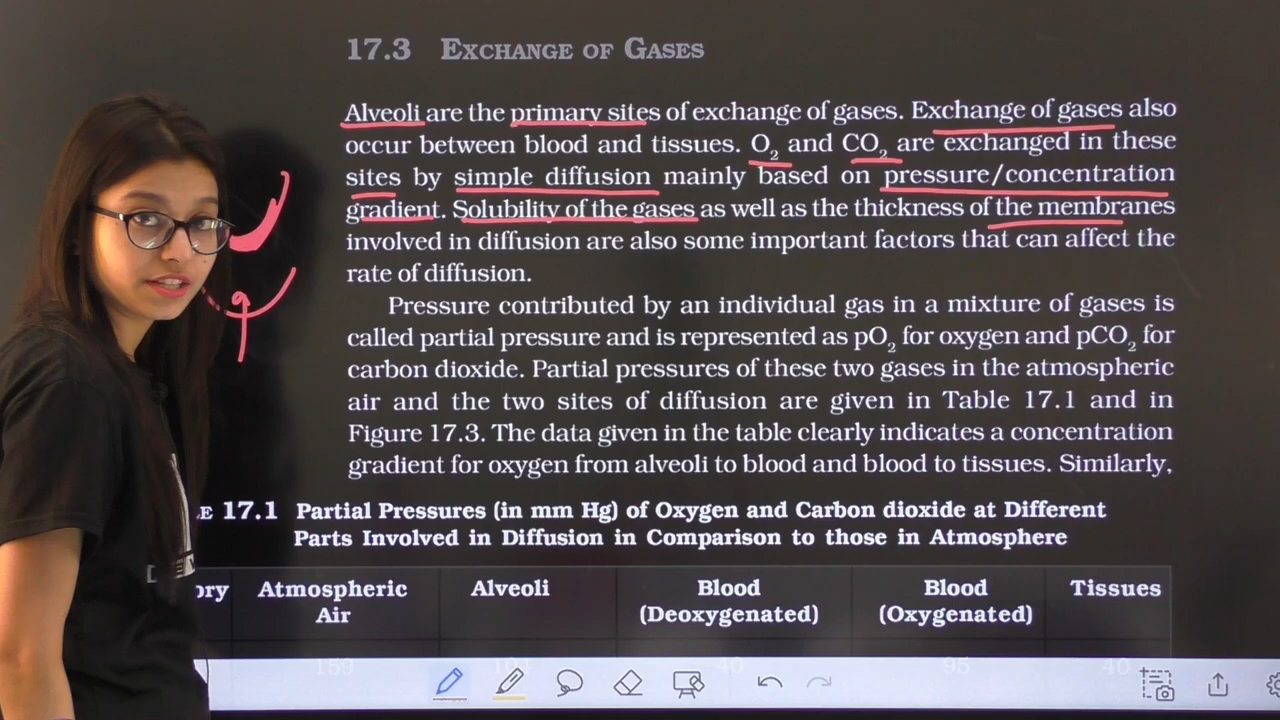 17.3 EXCHANGE OF GASES
Alveoli are the primary sites of exchange of gases. Exchange of gases also
occur between blood and tissues. O₂ and CO₂ are exchanged in these
sites by simple diffusion mainly based on pressure/concentration
gradient. Solubility of the gases as well as the thickness of the membranes
involved in diffusion are also some important factors that can affect the
rate of diffusion.
Pressure contributed by an individual gas in a mixture of gases is
called partial pressure and is represented as pO₂ for oxygen and pCO₂ for
carbon dioxide. Partial pressures of these two gases in the atmospheric
air and the two sites of diffusion are given in Table 17.1 and in
Figure 17.3. The data given in the table clearly indicates a concentration
gradient for oxygen from alveoli to blood and blood to tissues. Similarly,
E 17.1 Partial Pressures (in mm Hg) of Oxygen and Carbon dioxide at Different
Parts Involved in Diffusion in Comparison to those in Atmosphere
ory Atmospheric Alveoli Blood Blood Tissues
Air (Deoxygenated) (Oxygenated)
159 104 40 95 40